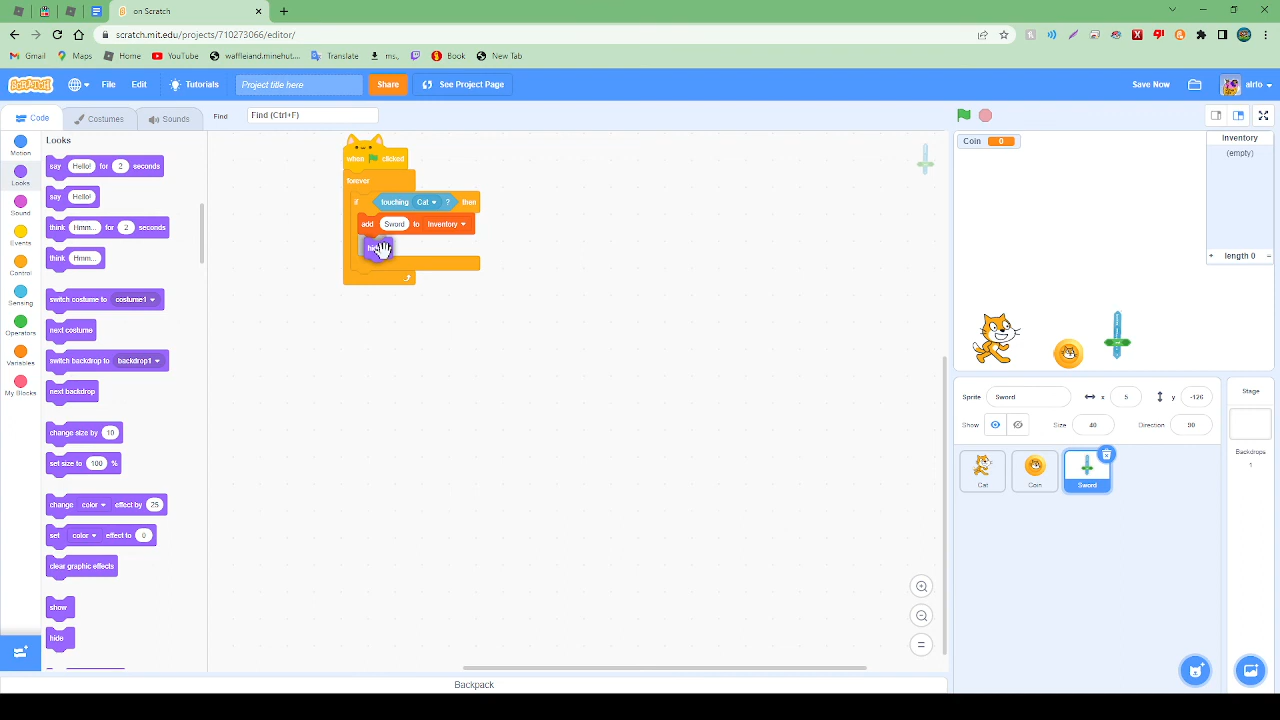 on Scratch
scratch.mit.edu/projects/710273066/editor/
Gmail Maps Home YouTube waffleland.minehut.... Translate ms, Book New Tab
SCRATCH File Edit Tutorials Project title here Share See Project Page Save Now alrto
Code Costumes Sounds Find Find (Ctrl+F)
Motion
Looks
Sound
Events
Control
Sensing
Operators
Variables
My Blocks
Looks
say Hello! for 2 seconds
say Hello!
think Hmm... for 2 seconds
think Hmm...
switch costume to costume1
next costume
switch backdrop to backdrop1
next backdrop
change size by 10
set size to 100 %
change color effect by 25
set color effect to 0
clear graphic effects
show
hide
when clicked
forever
if touching Cat ? then
add Sword to Inventory
Coin 0
Inventory
(empty)
+ length 0 =
Sprite Sword x 5 y -126
Show Size 40 Direction 90
Cat
Coin
Sword
Stage
Backdrops
1
Backpack